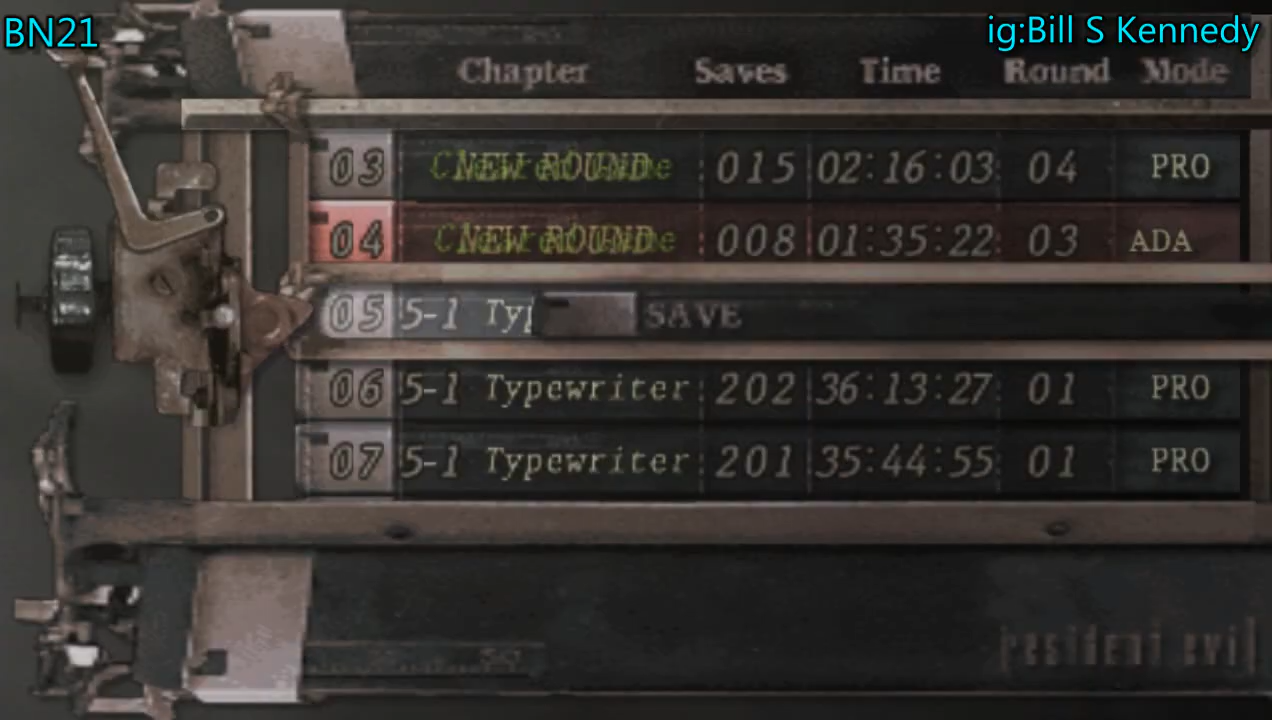 BN21
ig:Bill S Kennedy
Chapter Saves Time Round Mode
03 NEW ROUND 015 02:16:03 04 PRO
04 NEW ROUND 008 01:35:22 03 ADA
05 5-1 SAVE
06 5-1 Typewriter 202 36:13:27 01 PRO
07 5-1 Typewriter 201 35:44:55 01 PRO
resident evil